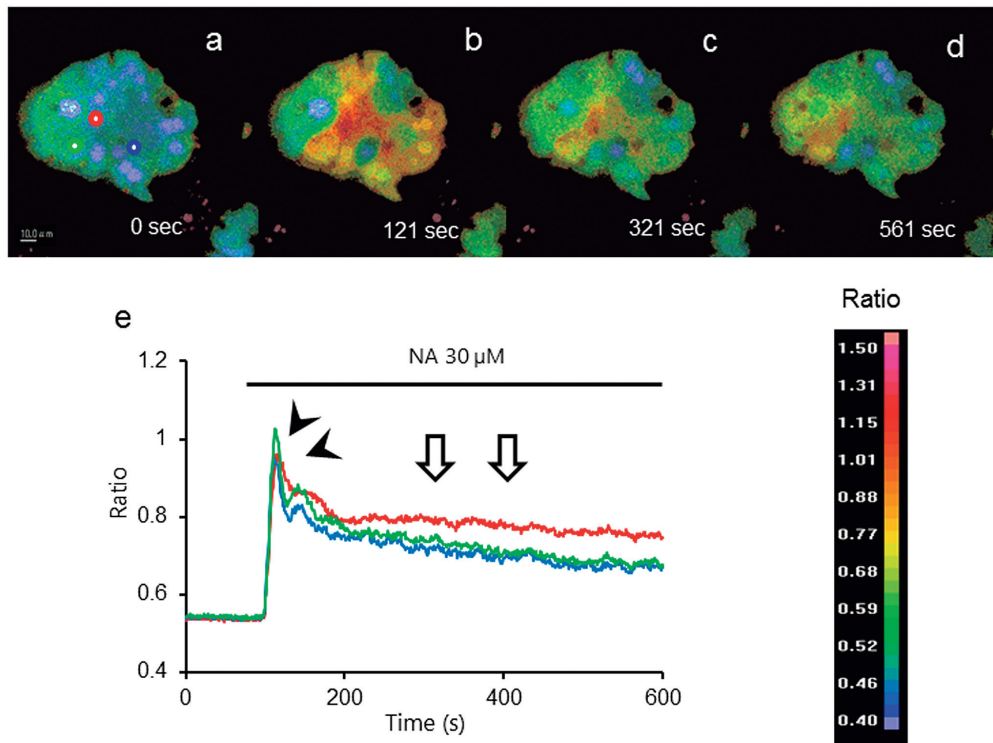 a
b
c
d
0 sec
121 sec
321 sec
561 sec
10.0μm
e
NA 30 μM
1.2
1
0.8
0.6
0.4
Ratio
0
200
400
600
Time (s)
Ratio
1.50
1.31
1.15
1.01
0.88
0.77
0.68
0.59
0.52
0.46
0.40